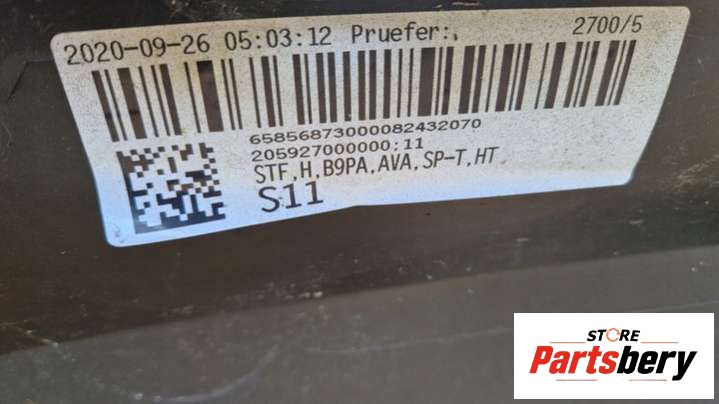 2020-09-26 05:03:12 Pruefer:. 2700/5
65856873000082432070
205927000000:11
STF,H,B9PA,AVA,SP-T,HT
S11
STORE
Partsbery